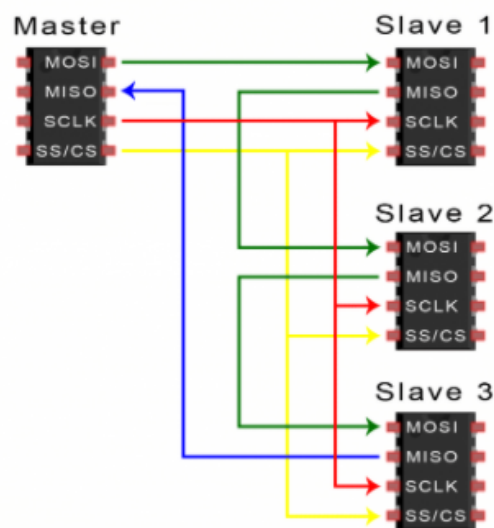 Master
MOSI
MISO
SCLK
SS/CS
Slave 1
MOSI
MISO
SCLK
SS/CS
Slave 2
MOSI
MISO
SCLK
SS/CS
Slave 3
MOSI
MISO
SCLK
SS/CS